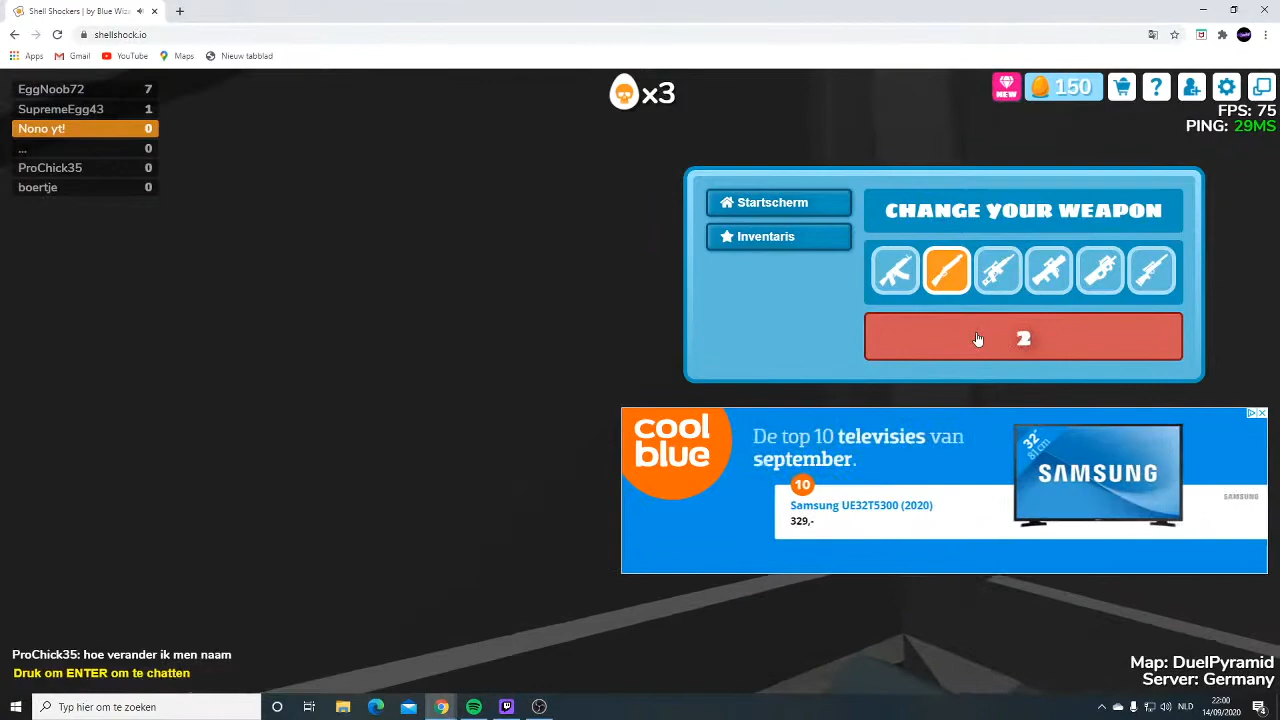 Shell Shockers | by Blue Wiz
shellshock.io
Apps Gmail YouTube Maps Nieuw tabblad
EggNoob72 7
SupremeEgg43 1
Nono yt! 0
... 0
ProChick35 0
boertje 0
x3
NEW
150
FPS: 75
PING: 29MS
Startscherm
Inventaris
CHANGE YOUR WEAPON
2
cool
blue
De top 10 televisies van
september.
10
Samsung UE32T5300 (2020)
329,-
32"
81cm
SAMSUNG
SAMSUNG
ProChick35: hoe verander ik men naam
Druk om ENTER om te chatten
Map: DuelPyramid
Server: Germany
Typ hier om te zoeken
NLD
22:00
14/09/2020